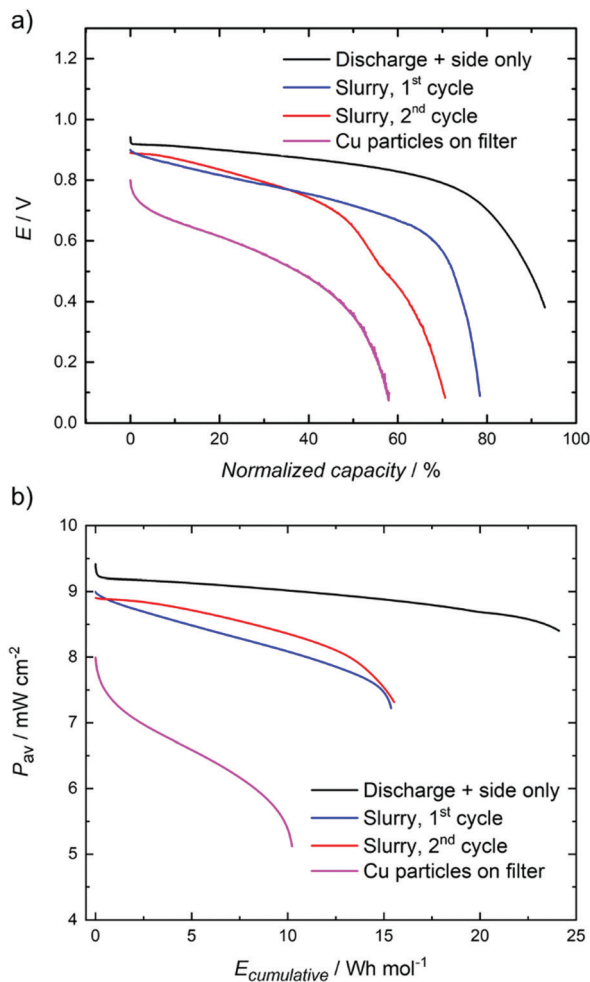 a)
1.2
1.0
0.8
0.6
0.4
0.2
0.0
E / V
Discharge + side only
Slurry, 1st cycle
Slurry, 2nd cycle
Cu particles on filter
0 20 40 60 80 100
Normalized capacity / %
b)
10
9
8
7
6
5
4
Pav / mW cm-2
Discharge + side only
Slurry, 1st cycle
Slurry, 2nd cycle
Cu particles on filter
0 5 10 15 20 25
Ecumulative / Wh mol-1